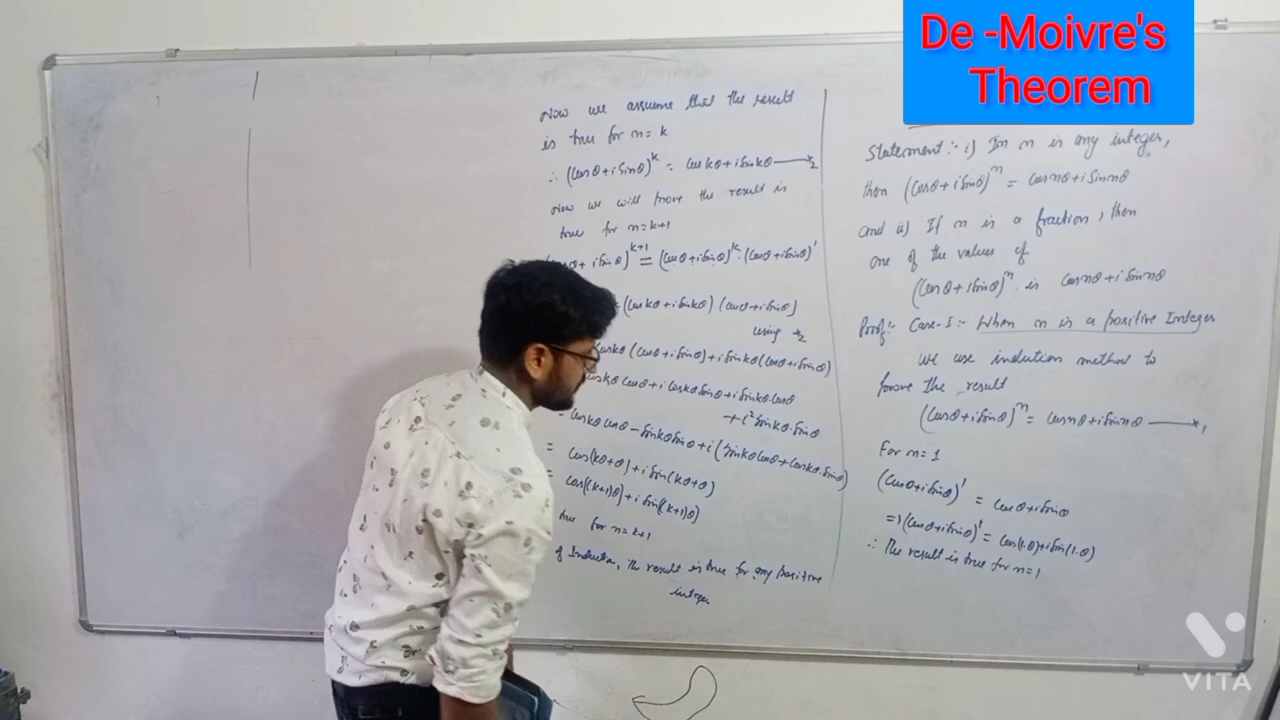 De -Moivre's
Theorem
Statement :- i) If n is any integer,
then (Cosθ+iSinθ)^n = Cosnθ+iSinnθ
and ii) If n is a fraction, then
one of the values of
(Cosθ+iSinθ)^n is Cosnθ+iSinnθ
Proof:- Case-I :- When n is a positive Integer
We use indution method to
prove the result
(Cosθ+iSinθ)^n = Cosnθ+iSinnθ —*1
For n=1
(Cosθ+iSinθ)^1 = Cosθ+iSinθ
=> (Cosθ+iSinθ)^1 = Cos(1.θ)+iSin(1.θ)
∴ The result is true for n=1
Now we assume that the result
is true for n=k
∴ (Cosθ+iSinθ)^k = Coskθ+iSinkθ —*2
Now we will prove the result is
true for n=k+1
θ+iSinθ)^k+1 = (Cosθ+iSinθ)^k.(Cosθ+iSinθ)^1
=(Coskθ+iSinkθ)(Cosθ+iSinθ)
using *2
Coskθ(Cosθ+iSinθ)+iSinkθ(Cosθ+iSinθ)
Coskθ Cosθ+i Coskθ Sinθ+iSinkθ Cosθ
+i²Sinkθ.Sinθ
= Coskθ Cosθ-Sinkθ Sinθ+i(Sinkθ Cosθ+Coskθ.Sinθ)
= Cos(kθ+θ)+iSin(kθ+θ)
= Cos((k+1)θ)+iSin((k+1)θ)
true for n=k+1
of Induction, The result is true for any positive
integer
VITA